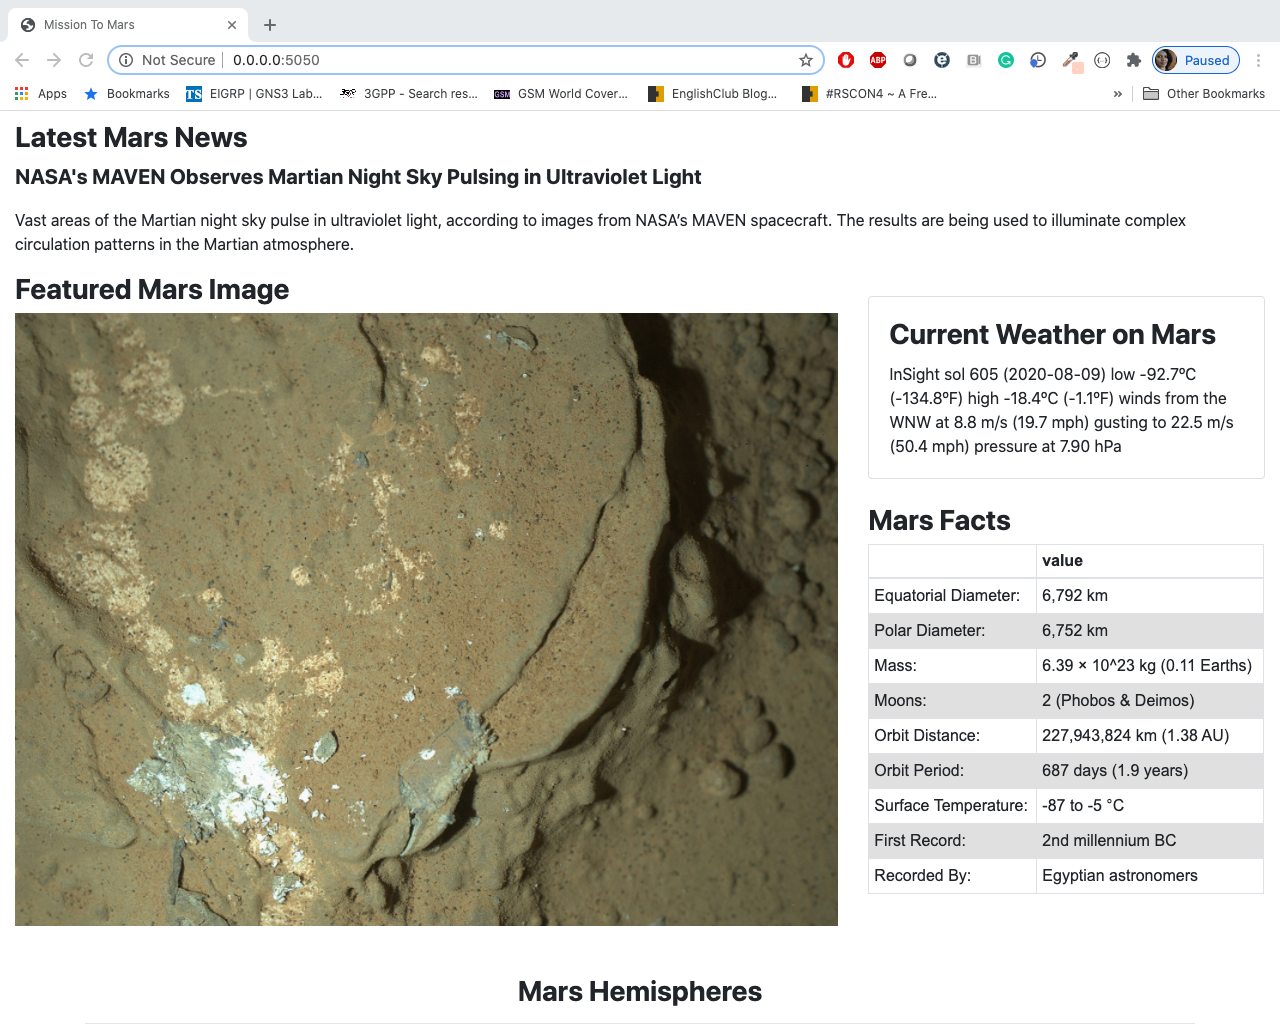 Mission To Mars
Not Secure 0.0.0.0:5050
ABP
Paused
Apps Bookmarks TS EIGRP | GNS3 Lab... 3GPP - Search res... GSM GSM World Cover... EnglishClub Blog... #RSCON4 ~ A Fre... » Other Bookmarks
Latest Mars News
NASA's MAVEN Observes Martian Night Sky Pulsing in Ultraviolet Light
Vast areas of the Martian night sky pulse in ultraviolet light, according to images from NASA’s MAVEN spacecraft. The results are being used to illuminate complex
circulation patterns in the Martian atmosphere.
Featured Mars Image
Current Weather on Mars
InSight sol 605 (2020-08-09) low -92.7ºC
(-134.8ºF) high -18.4ºC (-1.1ºF) winds from the
WNW at 8.8 m/s (19.7 mph) gusting to 22.5 m/s
(50.4 mph) pressure at 7.90 hPa
Mars Facts
value
Equatorial Diameter: 6,792 km
Polar Diameter: 6,752 km
Mass: 6.39 × 10^23 kg (0.11 Earths)
Moons: 2 (Phobos & Deimos)
Orbit Distance: 227,943,824 km (1.38 AU)
Orbit Period: 687 days (1.9 years)
Surface Temperature: -87 to -5 °C
First Record: 2nd millennium BC
Recorded By: Egyptian astronomers
Mars Hemispheres